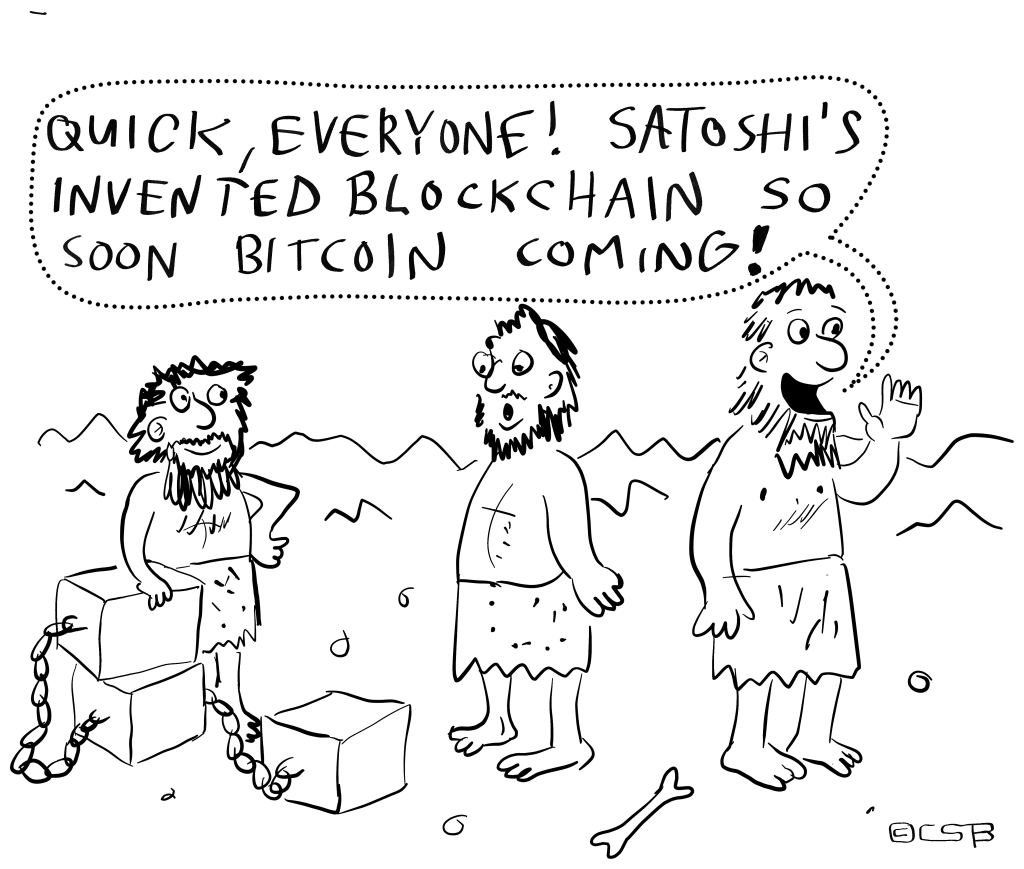 QUICK, EVERYONE! SATOSHI'S
INVENTED BLOCKCHAIN SO
SOON BITCOIN COMING!
©CSB